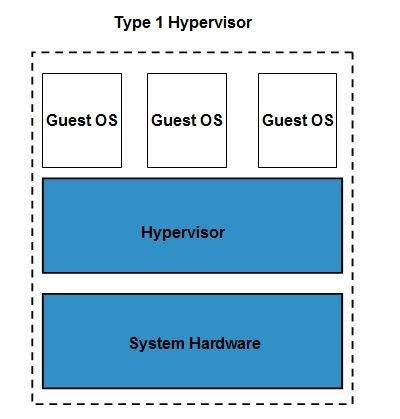 Type 1 Hypervisor
Guest OS Guest OS Guest OS
Hypervisor
System Hardware